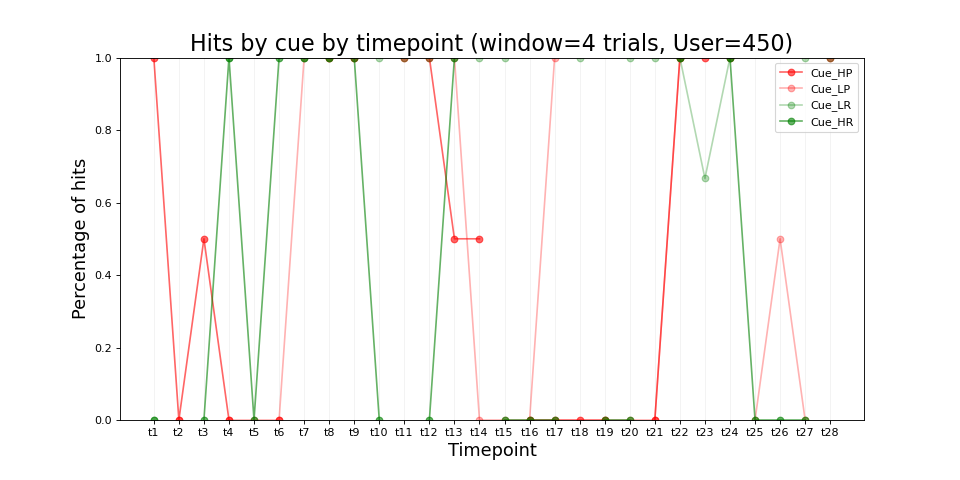 Hits by cue by timepoint (window=4 trials, User=450)
Percentage of hits
1.0
0.8
0.6
0.4
0.2
0.0
Cue_HP
Cue_LP
Cue_LR
Cue_HR
t1 t2 t3 t4 t5 t6 t7 t8 t9 t10 t11 t12 t13 t14 t15 t16 t17 t18 t19 t20 t21 t22 t23 t24 t25 t26 t27 t28
Timepoint